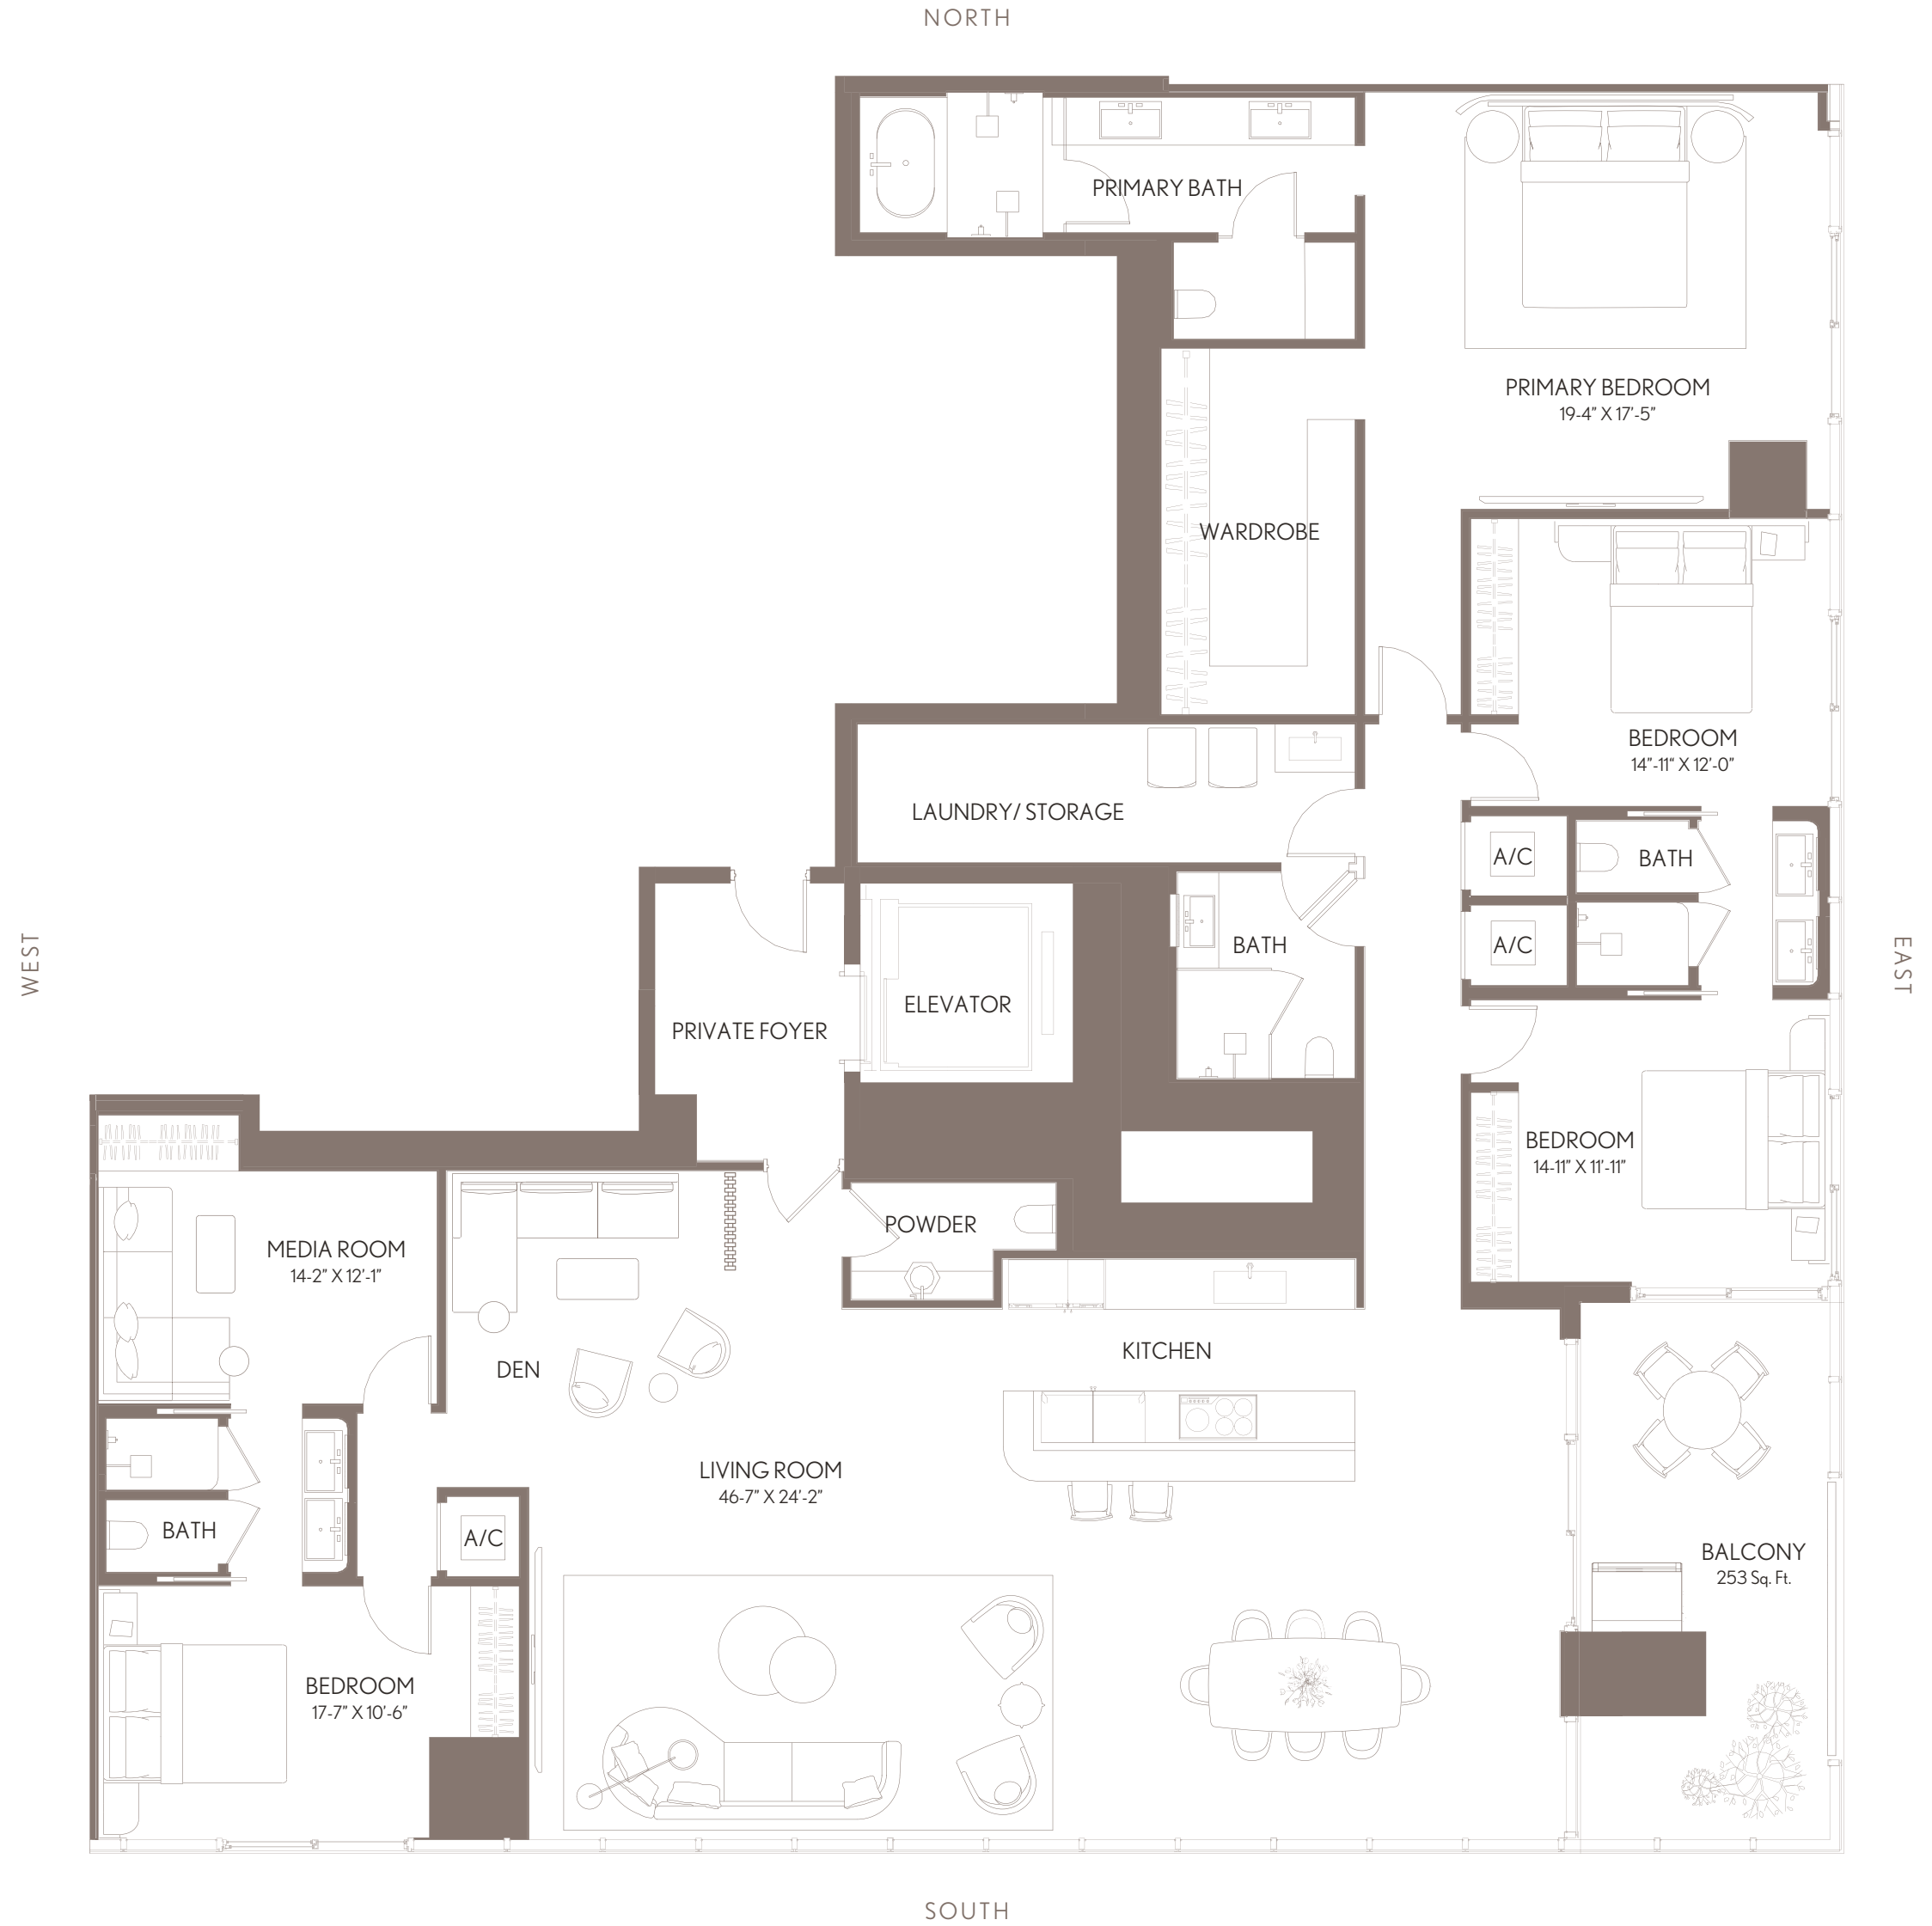 NORTH
PRIMARY BATH
PRIMARY BEDROOM
19-4” X 17’-5”
WARDROBE
BEDROOM
14”-11“ X 12’-0”
LAUNDRY/ STORAGE
A/C
BATH
A/C
BATH
WEST
EAST
ELEVATOR
PRIVATE FOYER
BEDROOM
14-11” X 11’-11”
POWDER
MEDIA ROOM
14-2” X 12’-1”
KITCHEN
DEN
LIVING ROOM
46-7” X 24’-2”
BATH
A/C
BALCONY
253 Sq. Ft.
BEDROOM
17-7” X 10’-6”
SOUTH